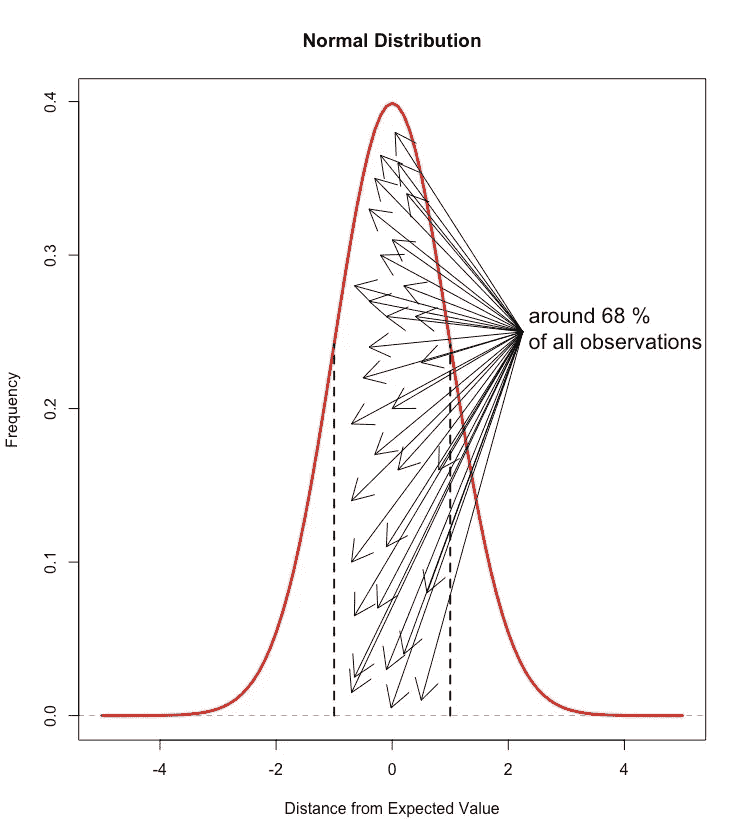 Normal Distribution
0.4
0.3
0.2
0.1
0.0
Frequency
around 68 %
of all observations
-4 -2 0 2 4
Distance from Expected Value